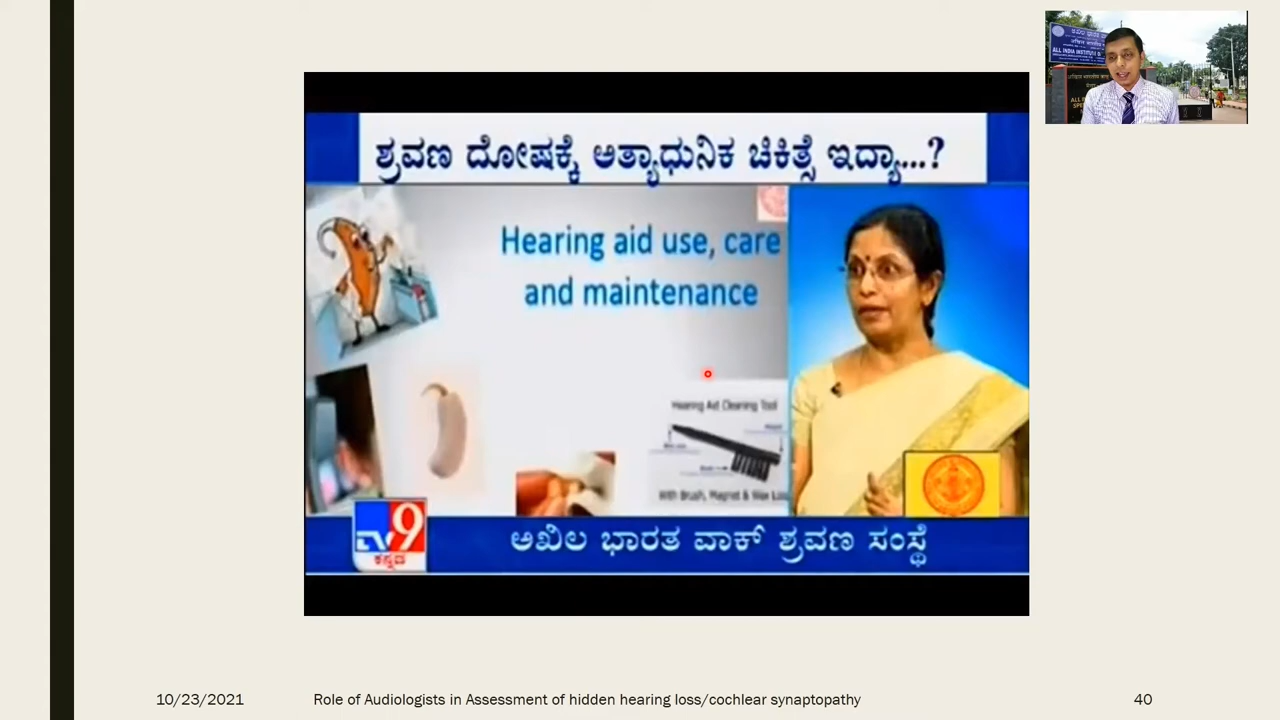 ALL INDIA INSTITUTE O
ಶ್ರವಣ ದೋಷಕ್ಕೆ ಅತ್ಯಾಧುನಿಕ ಚಿಕಿತ್ಸೆ ಇದ್ಯಾ...?
Hearing aid use, care
and maintenance
Hearing Aid Cleaning Tool
With Brush, Magnet & Wax Loo
TV9
ಕನ್ನಡ
ಅಖಿಲ ಭಾರತ ವಾಕ್ ಶ್ರವಣ ಸಂಸ್ಥೆ
10/23/2021
Role of Audiologists in Assessment of hidden hearing loss/cochlear synaptopathy
40